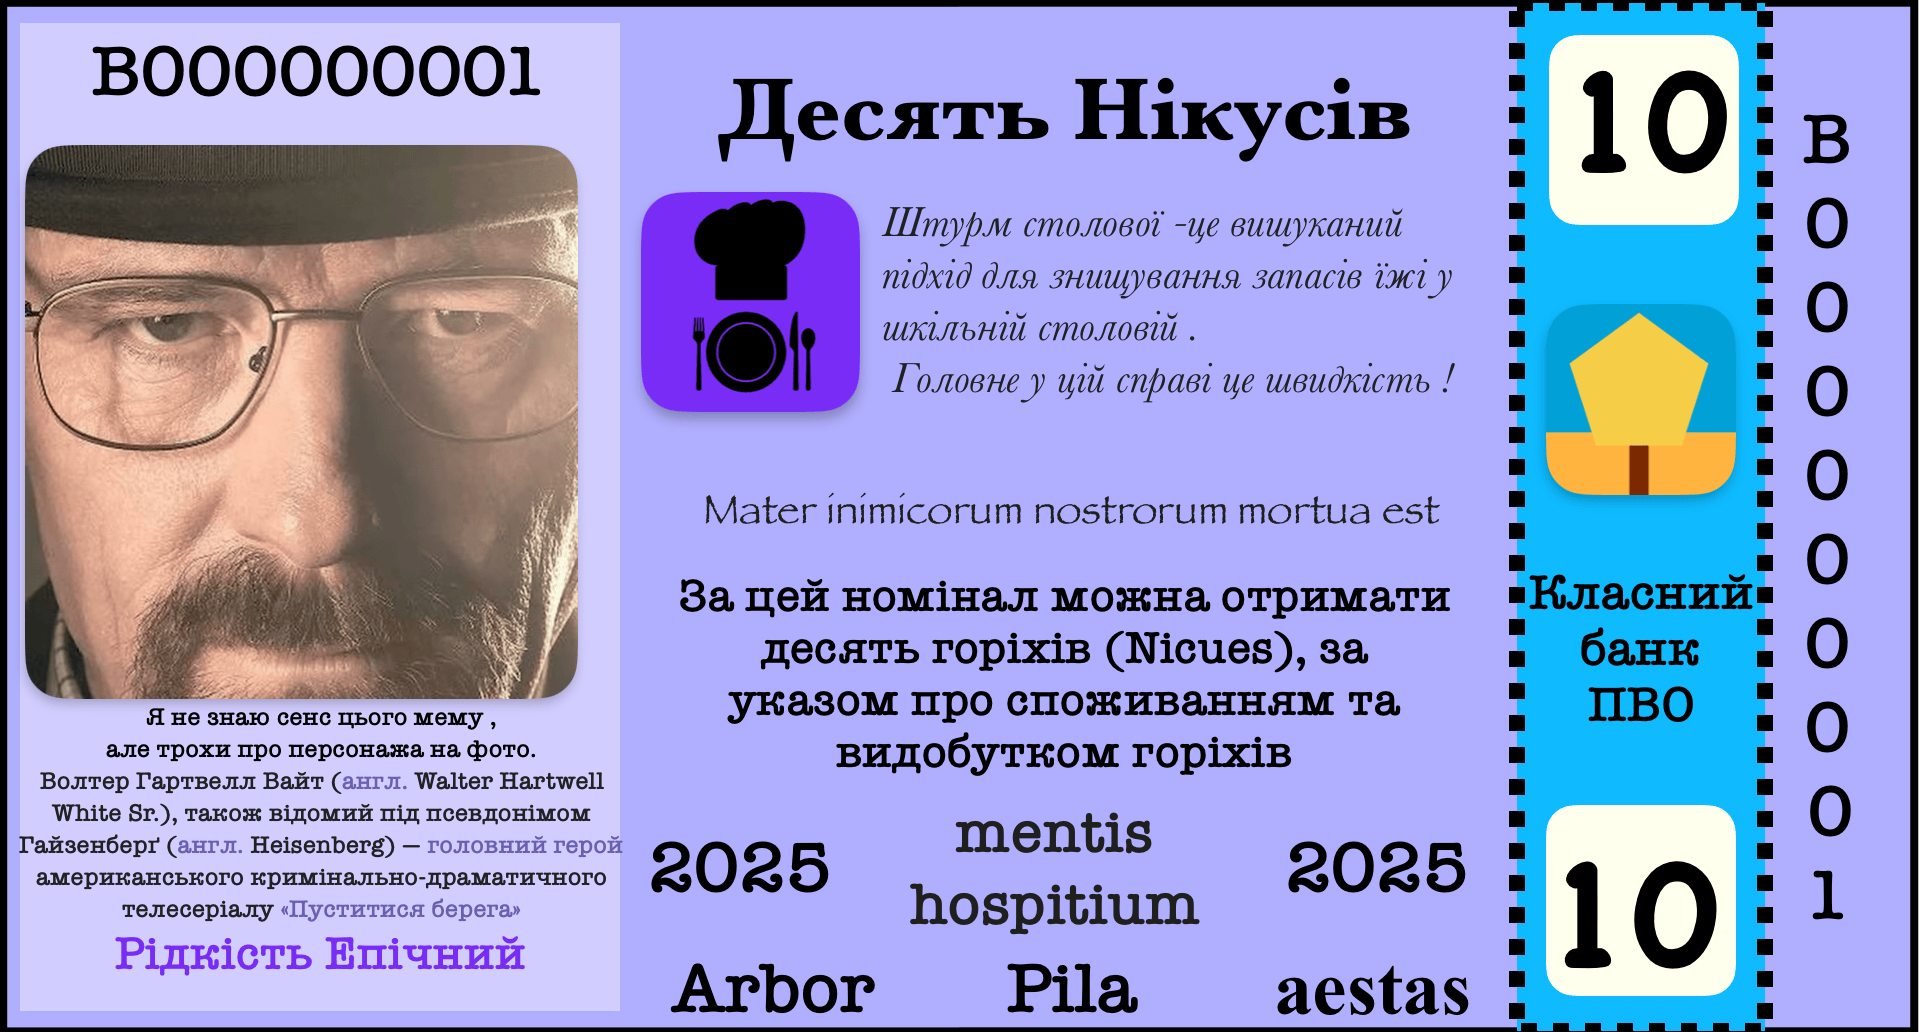 B000000001
Я не знаю сенс цього мему ,
але трохи про персонажа на фото.
Волтер Гартвелл Вайт (англ. Walter Hartwell
White Sr.), також відомий під псевдонімом
Гайзенберґ (англ. Heisenberg) — головний герой
американського кримінально-драматичного
телесеріалу «Пуститися берега»
Рідкість Епічний
Десять Нікусів
Штурм столової -це вишуканий
підхід для знищування запасів їжі у
шкільній столовій .
Головне у цій справі це швидкість !
Mater inimicorum nostrorum mortua est
За цей номінал можна отримати
десять горіхів (Nicues), за
указом про споживанням та
видобутком горіхів
2025
mentis
hospitium
2025
Arbor
Pila
aestas
10
Класний
банк
ПВО
10
B
0
0
0
0
0
0
0
0
1